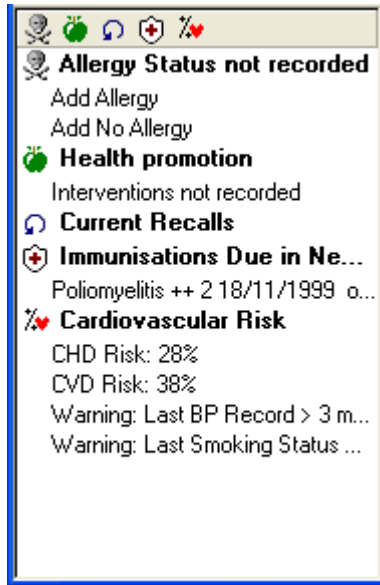 Allergy Status not recorded
Add Allergy
Add No Allergy
Health promotion
Interventions not recorded
Current Recalls
Immunisations Due in Ne...
Poliomyelitis ++ 2 18/11/1999 o...
Cardiovascular Risk
CHD Risk: 28%
CVD Risk: 38%
Warning: Last BP Record > 3 m...
Warning: Last Smoking Status ...